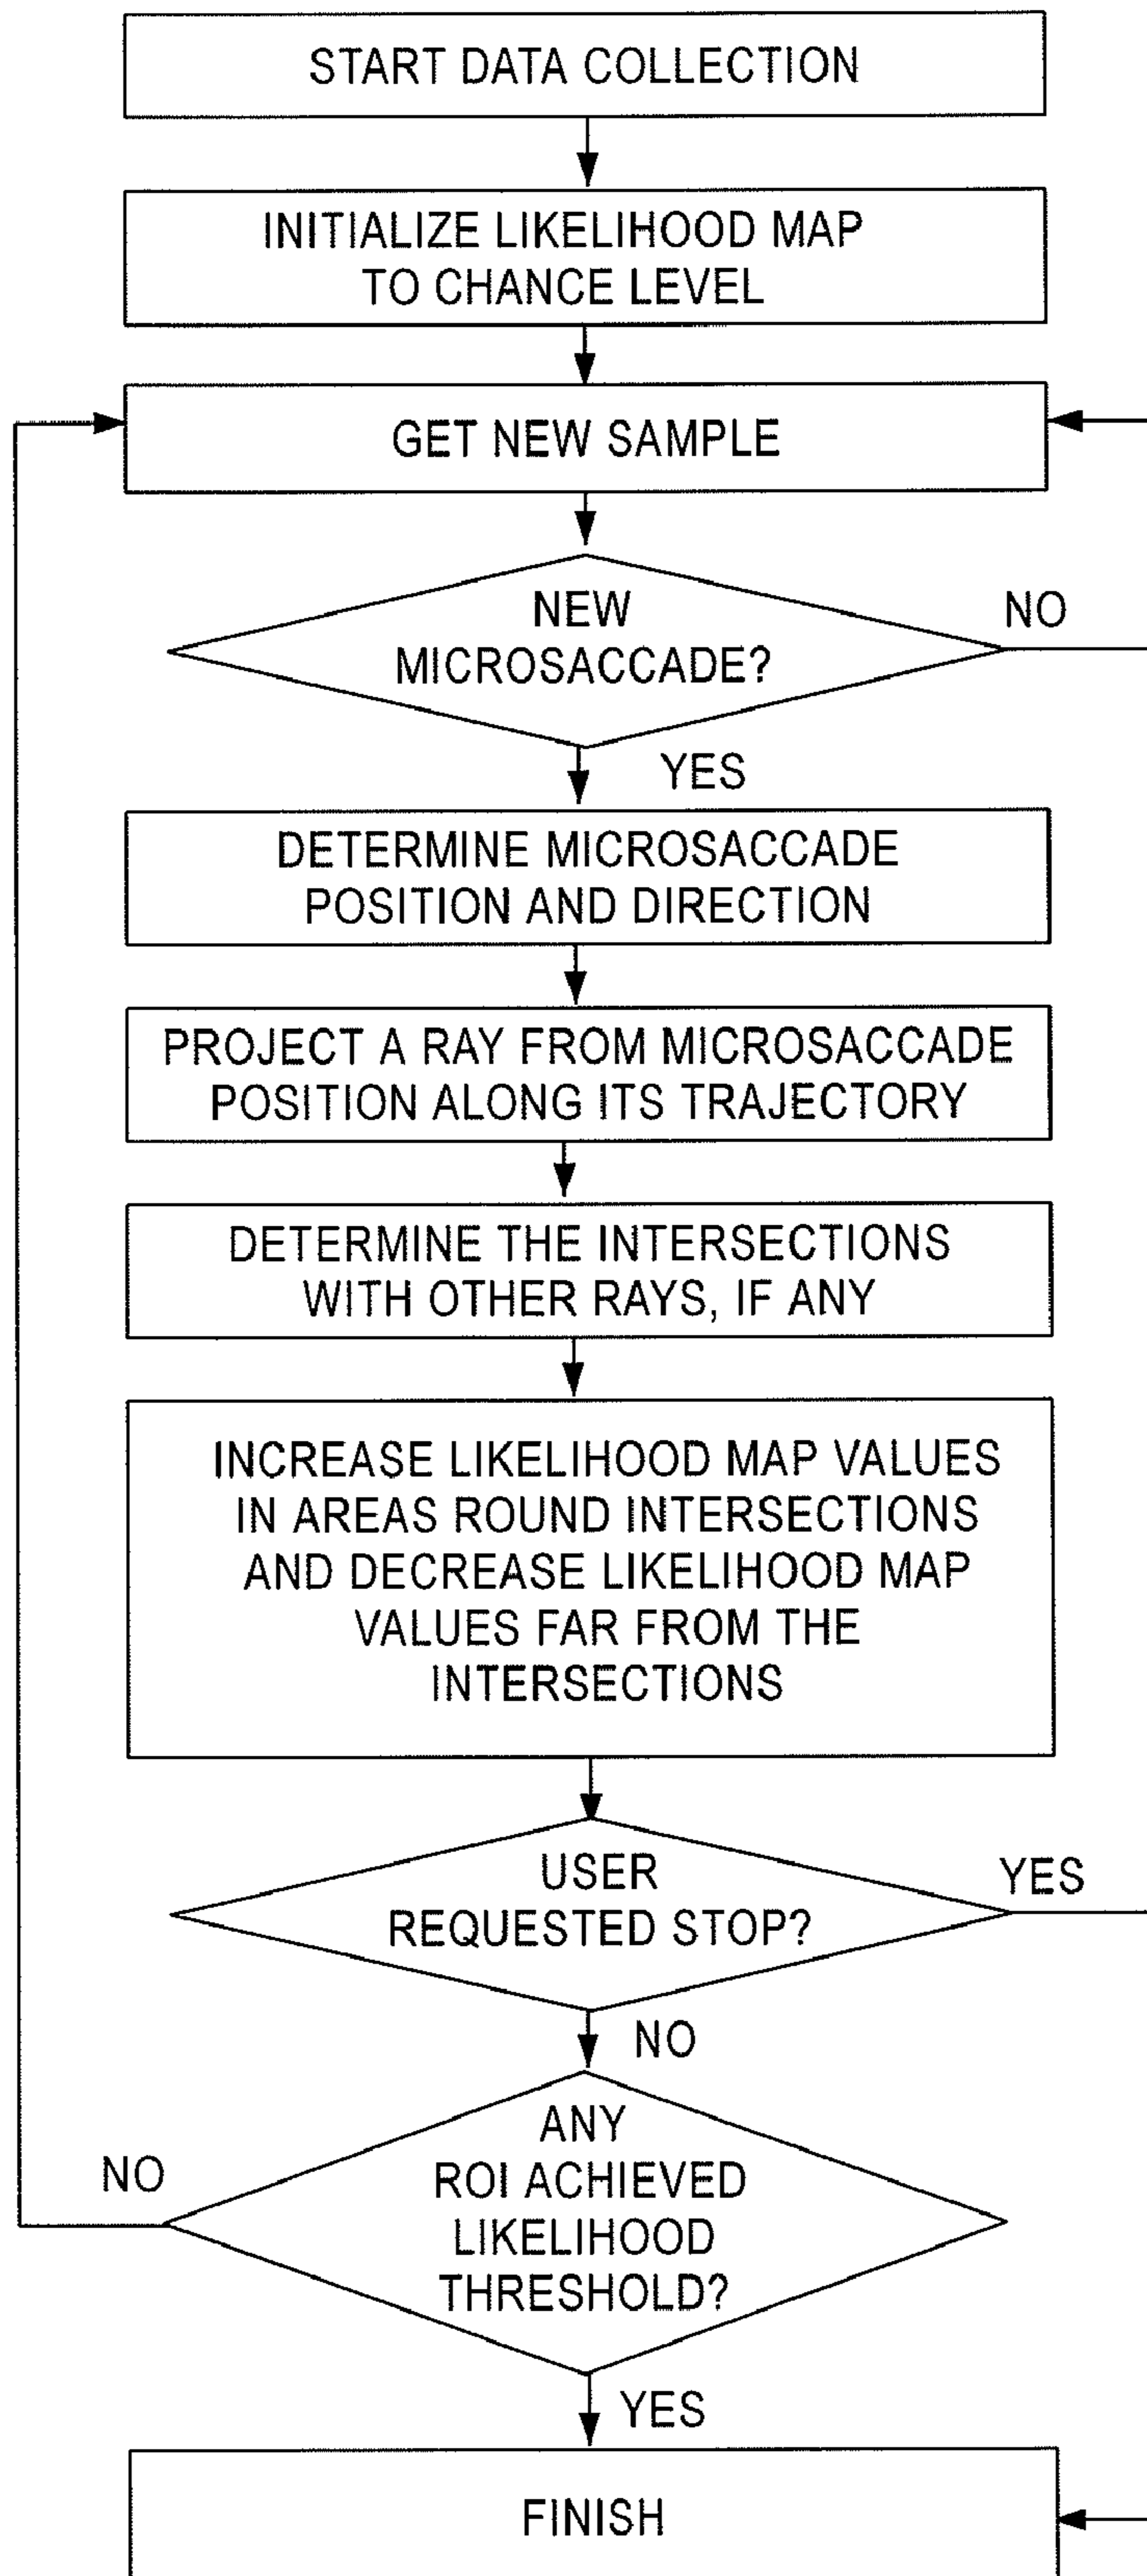 START DATA COLLECTION
INITIALIZE LIKELIHOOD MAP
TO CHANCE LEVEL
GET NEW SAMPLE
NEW
MICROSACCADE?
NO
YES
DETERMINE MICROSACCADE
POSITION AND DIRECTION
PROJECT A RAY FROM MICROSACCADE
POSITION ALONG ITS TRAJECTORY
DETERMINE THE INTERSECTIONS
WITH OTHER RAYS, IF ANY
INCREASE LIKELIHOOD MAP VALUES
IN AREAS ROUND INTERSECTIONS
AND DECREASE LIKELIHOOD MAP
VALUES FAR FROM THE
INTERSECTIONS
USER
REQUESTED STOP?
YES
NO
ANY
ROI ACHIEVED
LIKELIHOOD
THRESHOLD?
NO
YES
FINISH